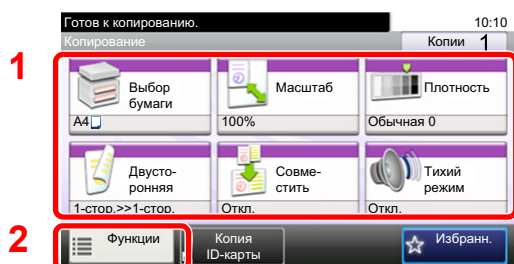 Готов к копированию. 10:10
Копирование Копии 1
1
Выбор бумаги
A4
Масштаб
100%
Плотность
Обычная 0
Двусто-
ронняя
1-стор.>>1-стор.
Совме-
стить
Откл.
Тихий
режим
Откл.
2
Функции
Копия
ID-карты
Избранн.